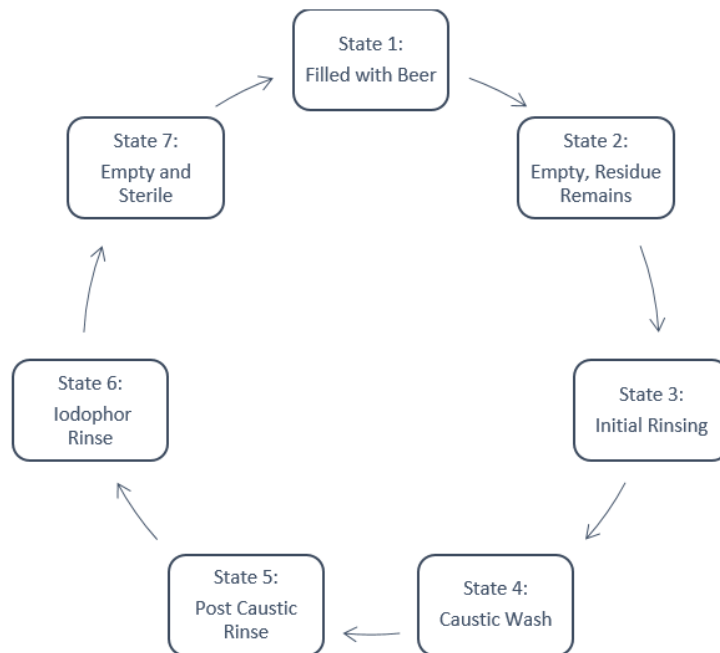 State 1:
Filled with Beer
State 2:
Empty, Residue
Remains
State 3:
Initial Rinsing
State 4:
Caustic Wash
State 5:
Post Caustic
Rinse
State 6:
Iodophor
Rinse
State 7:
Empty and
Sterile